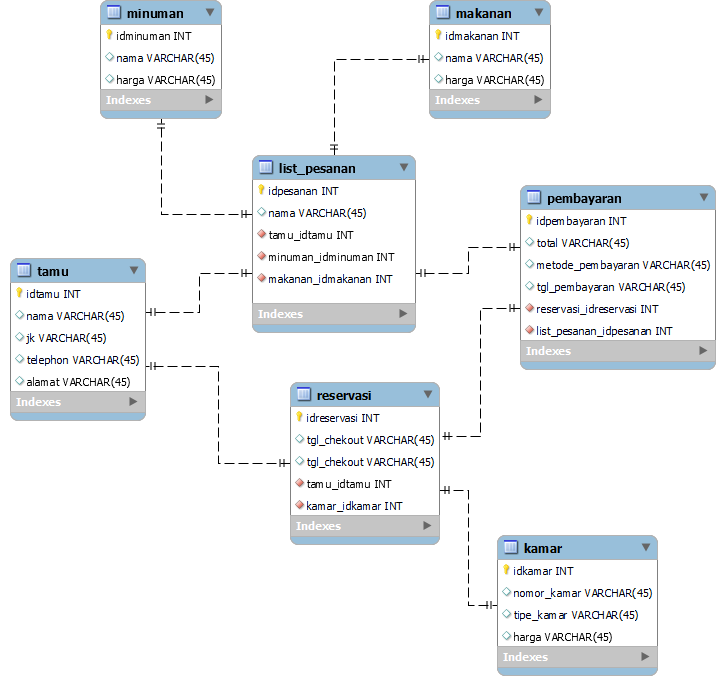 minuman
idminuman INT
nama VARCHAR(45)
harga VARCHAR(45)
Indexes
makanan
idmakanan INT
nama VARCHAR(45)
harga VARCHAR(45)
Indexes
list_pesanan
idpesanan INT
nama VARCHAR(45)
tamu_idtamu INT
minuman_idminuman INT
makanan_idmakanan INT
Indexes
pembayaran
idpembayaran INT
total VARCHAR(45)
metode_pembayaran VARCHAR(45)
tgl_pembayaran VARCHAR(45)
reservasi_idreservasi INT
list_pesanan_idpesanan INT
Indexes
tamu
idtamu INT
nama VARCHAR(45)
jk VARCHAR(45)
telephon VARCHAR(45)
alamat VARCHAR(45)
Indexes
reservasi
idreservasi INT
tgl_chekout VARCHAR(45)
tgl_chekout VARCHAR(45)
tamu_idtamu INT
kamar_idkamar INT
Indexes
kamar
idkamar INT
nomor_kamar VARCHAR(45)
tipe_kamar VARCHAR(45)
harga VARCHAR(45)
Indexes